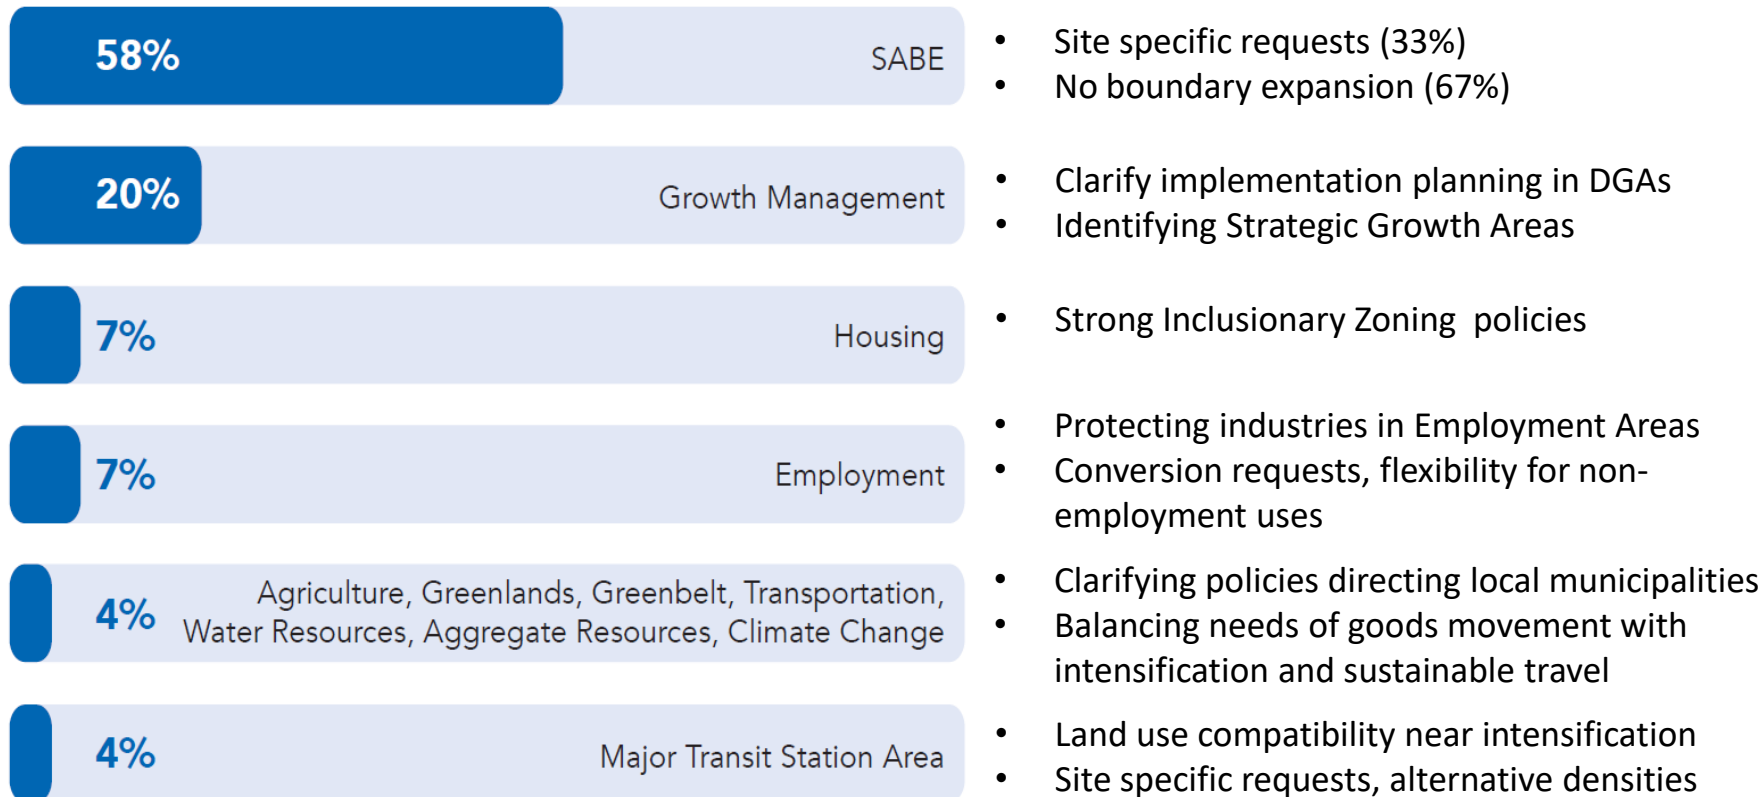 58%
SABE
• Site specific requests (33%)
• No boundary expansion (67%)
20%
Growth Management
• Clarify implementation planning in DGAs
• Identifying Strategic Growth Areas
7%
Housing
• Strong Inclusionary Zoning  policies
7%
Employment
• Protecting industries in Employment Areas
• Conversion requests, flexibility for non-
employment uses
4%
Agriculture, Greenlands, Greenbelt, Transportation,
Water Resources, Aggregate Resources, Climate Change
• Clarifying policies directing local municipalities
• Balancing needs of goods movement with
intensification and sustainable travel
4%
Major Transit Station Area
• Land use compatibility near intensification
• Site specific requests, alternative densities